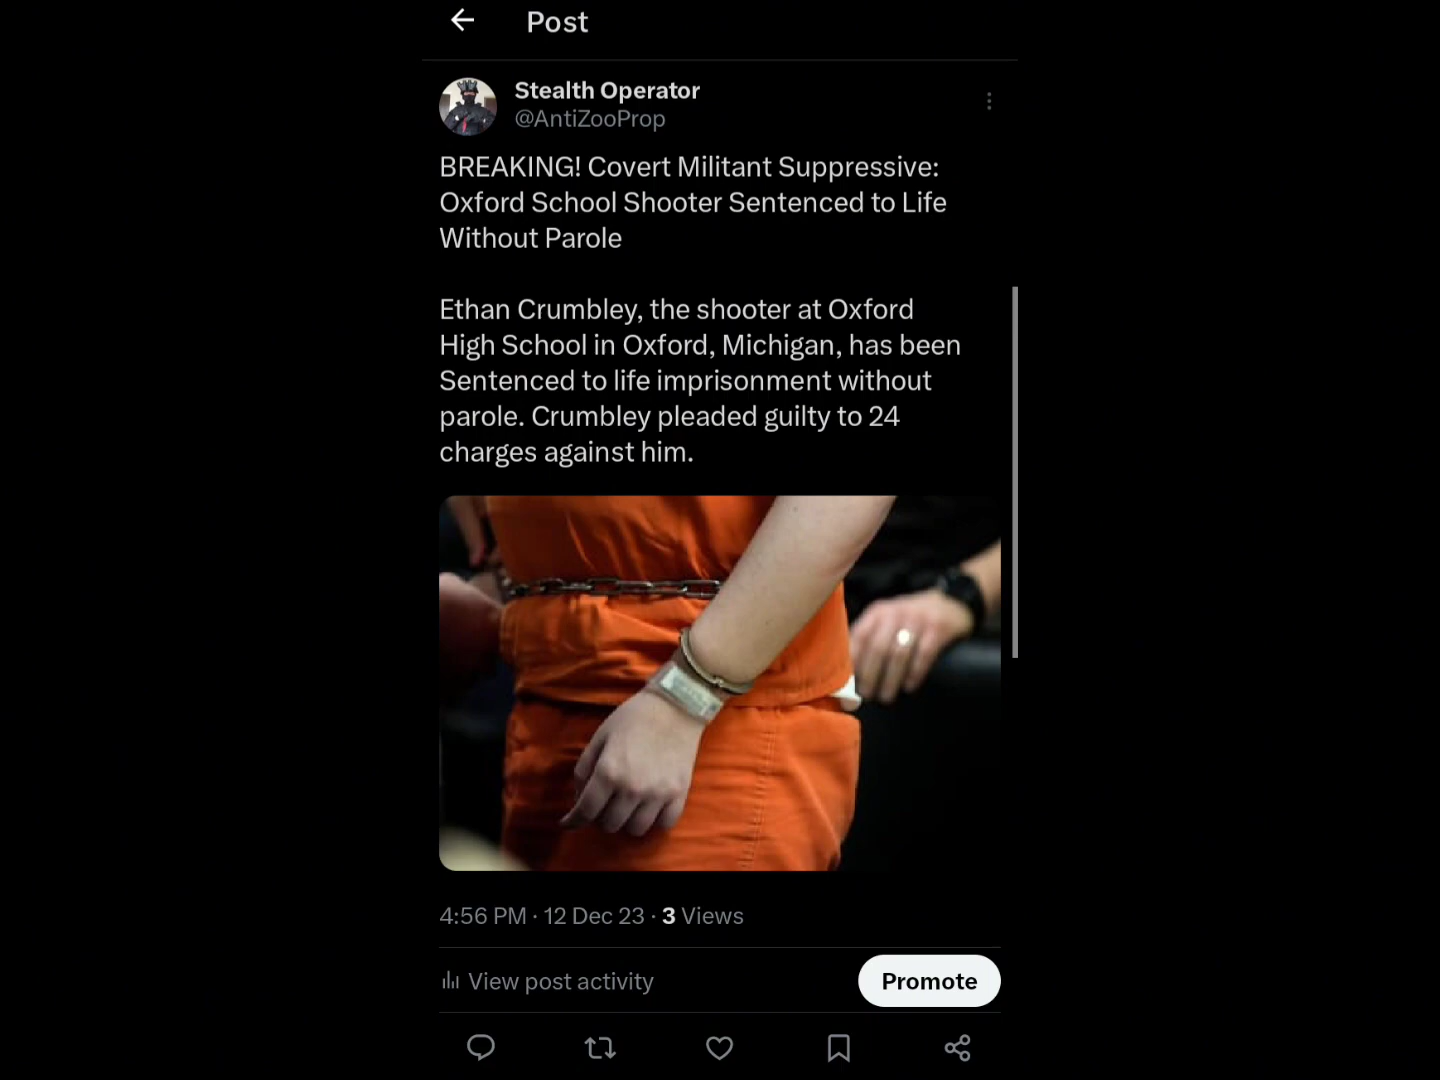 Post
Stealth Operator
@AntiZooProp
BREAKING! Covert Militant Suppressive:
Oxford School Shooter Sentenced to Life
Without Parole
Ethan Crumbley, the shooter at Oxford
High School in Oxford, Michigan, has been
Sentenced to life imprisonment without
parole. Crumbley pleaded guilty to 24
charges against him.
4:56 PM · 12 Dec 23 · 3 Views
View post activity
Promote